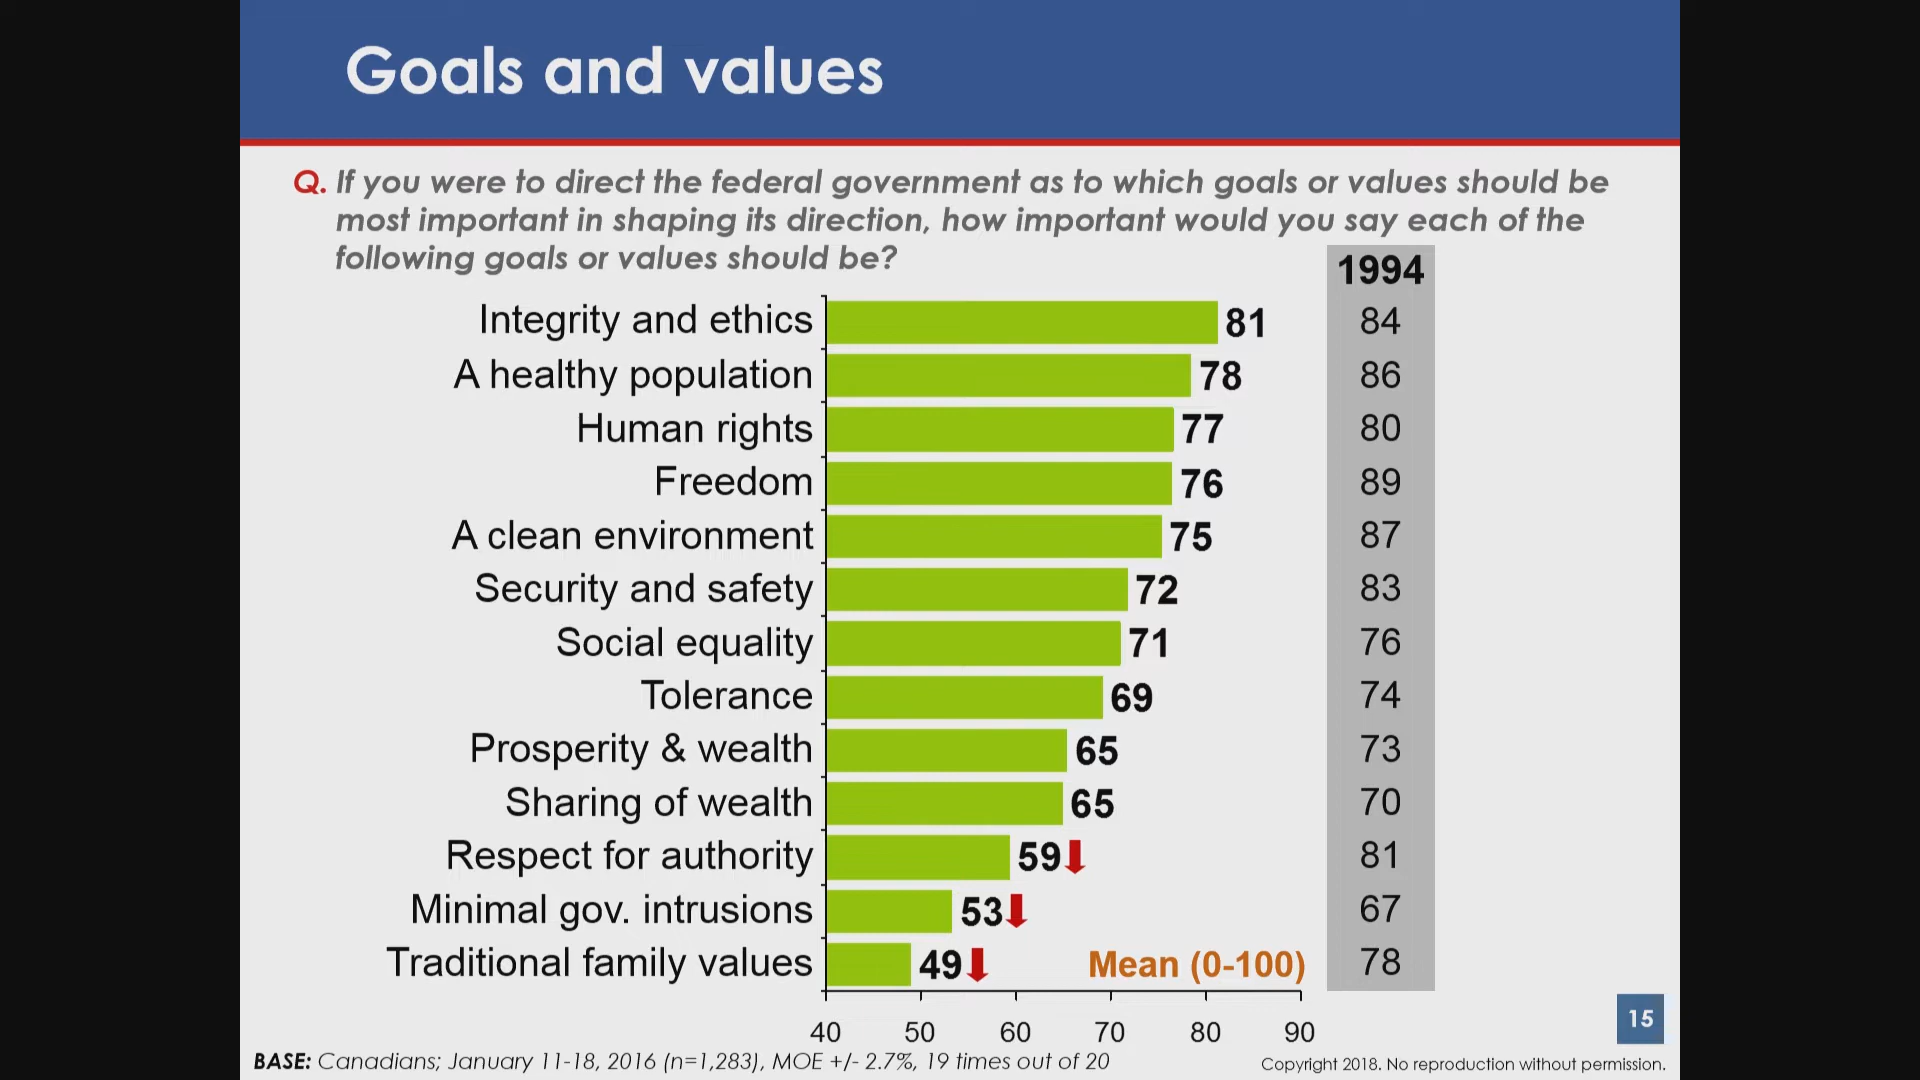 Goals and values
Q. If you were to direct the federal government as to which goals or values should be
most important in shaping its direction, how important would you say each of the
following goals or values should be?
1994
Integrity and ethics 81 84
A healthy population 78 86
Human rights 77 80
Freedom 76 89
A clean environment 75 87
Security and safety 72 83
Social equality 71 76
Tolerance 69 74
Prosperity & wealth 65 73
Sharing of wealth 65 70
Respect for authority 59 81
Minimal gov. intrusions 53 67
Traditional family values 49 Mean (0-100) 78
40 50 60 70 80 90
15
BASE: Canadians; January 11-18, 2016 (n=1,283), MOE +/- 2.7%, 19 times out of 20
Copyright 2018. No reproduction without permission.